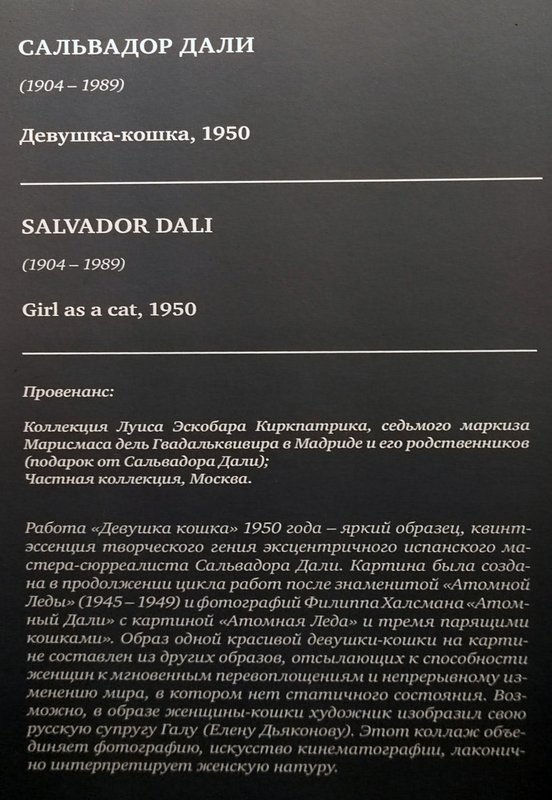 САЛЬВАДОР ДАЛИ
(1904 – 1989)
Девушка-кошка, 1950
SALVADOR DALI
(1904 – 1989)
Girl as a cat, 1950
Провенанс:
Коллекция Луиса Эскобара Киркпатрика, седьмого маркиза
Марисмаса дель Гвадальквивира в Мадриде и его родственников
(подарок от Сальвадора Дали);
Частная коллекция, Москва.
Работа «Девушка кошка» 1950 года – яркий образец, квинт-
эссенция творческого гения эксцентричного испанского ма-
стера-сюрреалиста Сальвадора Дали. Картина была созда-
на в продолжении цикла работ после знаменитой «Атомной
Леды» (1945 – 1949) и фотографий Филиппа Халсмана «Атом-
ный Дали» с картиной «Атомная Леда» и тремя парящими
кошками». Образ одной красивой девушки-кошки на карти-
не составлен из других образов, отсылающих к способности
женщин к мгновенным перевоплощениям и непрерывному из-
менению мира, в котором нет статичного состояния. Воз-
можно, в образе женщины-кошки художник изобразил свою
русскую супругу Галу (Елену Дьяконову). Этот коллаж объе-
диняет фотографию, искусство кинематографии, лаконич-
но интерпретирует женскую натуру.